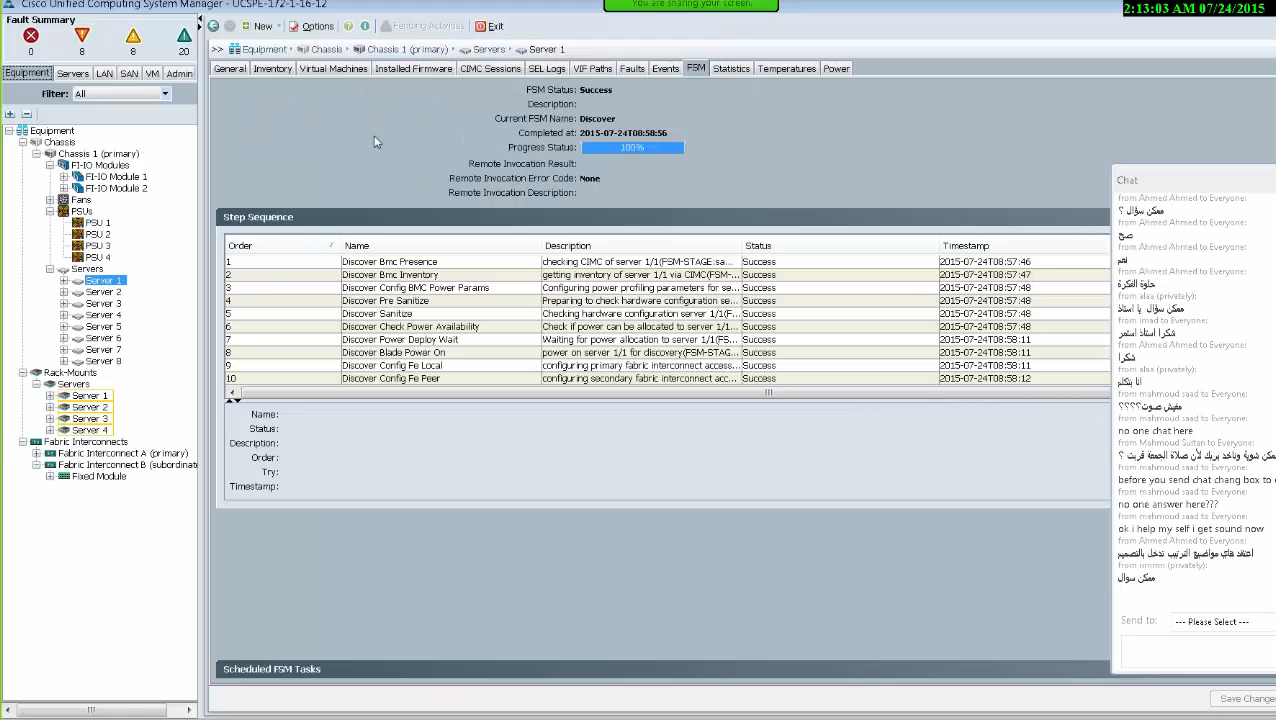 Cisco Unified Computing System Manager - UCSPE-172-1-16-12
You are sharing your screen.
2:13:03 AM 07/24/2015
Fault Summary
0 8 8 20
New Options Pending Activities Exit
>> Equipment Chassis Chassis 1 (primary) Servers Server 1
Equipment Servers LAN SAN VM Admin
Filter: All
General Inventory Virtual Machines Installed Firmware CIMC Sessions SEL Logs VIF Paths Faults Events FSM Statistics Temperatures Power
Equipment
Chassis
Chassis 1 (primary)
FI-IO Modules
FI-IO Module 1
FI-IO Module 2
Fans
PSUs
PSU 1
PSU 2
PSU 3
PSU 4
Servers
Server 1
Server 2
Server 3
Server 4
Server 5
Server 6
Server 7
Server 8
Rack-Mounts
Servers
Server 1
Server 2
Server 3
Server 4
Fabric Interconnects
Fabric Interconnect A (primary)
Fabric Interconnect B (subordinat
Fixed Module
FSM Status: Success
Description:
Current FSM Name: Discover
Completed at: 2015-07-24T08:58:56
Progress Status: 100%
Remote Invocation Result:
Remote Invocation Error Code: None
Remote Invocation Description:
Step Sequence
Order Name Description Status Timestamp
1 Discover Bmc Presence checking CIMC of server 1/1(FSM-STAGE:sa... Success 2015-07-24T08:57:46
2 Discover Bmc Inventory getting inventory of server 1/1 via CIMC(FSM-... Success 2015-07-24T08:57:47
3 Discover Config BMC Power Params Configuring power profiling parameters for se... Success 2015-07-24T08:57:48
4 Discover Pre Sanitize Preparing to check hardware configuration se... Success 2015-07-24T08:57:48
5 Discover Sanitize Checking hardware configuration server 1/1(F... Success 2015-07-24T08:57:48
6 Discover Check Power Availability Check if power can be allocated to server 1/1... Success 2015-07-24T08:57:48
7 Discover Power Deploy Wait Waiting for power allocation to server 1/1(FS... Success 2015-07-24T08:58:11
8 Discover Blade Power On power on server 1/1 for discovery(FSM-STAG... Success 2015-07-24T08:58:11
9 Discover Config Fe Local configuring primary fabric interconnect access... Success 2015-07-24T08:58:11
10 Discover Config Fe Peer configuring secondary fabric interconnect acc... Success 2015-07-24T08:58:12
Name:
Status:
Description:
Order:
Try:
Timestamp:
Scheduled FSM Tasks
Save Change
Chat
from Ahmed Ahmed to Everyone:
ممكن سؤال ؟
from Ahmed Ahmed to Everyone:
صح
from Ahmed Ahmed to Everyone:
نعم
from Ahmed Ahmed to Everyone:
حلوة الفكرة
from alaa (privately):
ممكن سؤال يا استاذ
from imad to Everyone:
شكرا استاذ استمر
from Ahmed Ahmed to Everyone:
شكرا
from alaa (privately):
انا بتكلم
from mahmoud saad to Everyone:
مفيش صوت؟؟؟؟
from mahmoud saad to Everyone:
no one chat here
from Mahmoud Sultan to Everyone:
مكن شوية وناخد بريك لأن صلاة الجمعة قربت ؟
from mahmoud saad to Everyone:
before you send chat chang box to e
from mahmoud saad to Everyone:
no one answer here???
from mahmoud saad to Everyone:
ok i help my self i get sound now
from Ahmed Ahmed to Everyone:
اعتقد هاي مواضيع الترتيب تدخل بالتصميم
from nmmn (privately):
ممكن سوال
Send to: --- Please Select ---